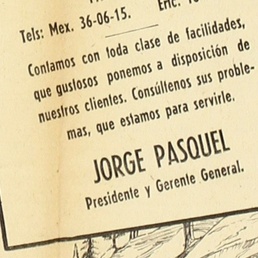 Tels: Mex. 36-06-15. Eric.
Contamos con toda clase de facilidades,
que gustosos ponemos a disposición de
nuestros clientes. Consúltenos sus proble-
mas, que estamos para servirle.
JORGE PASQUEL
Presidente y Gerente General.